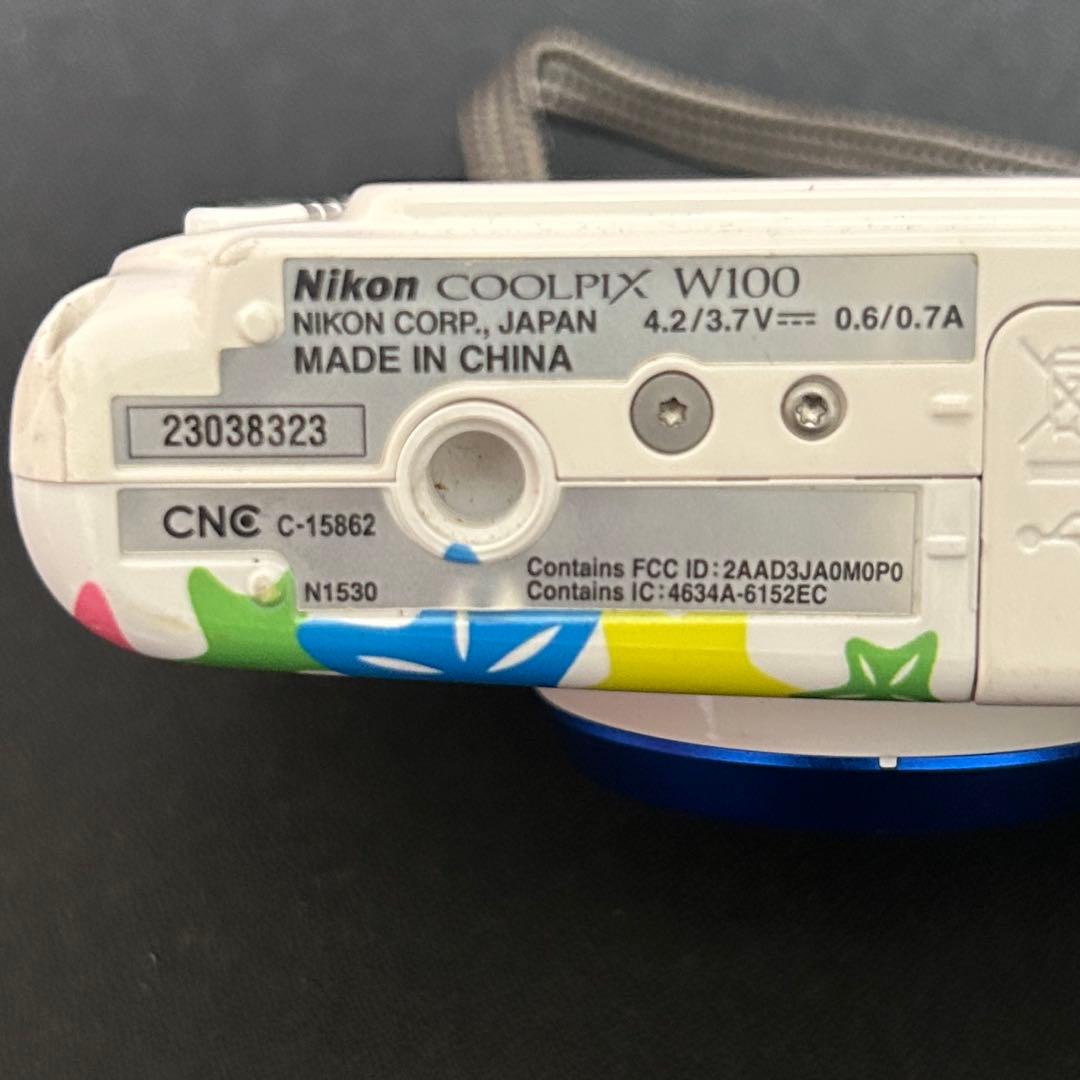 Nikon COOLPIX W100
NIKON CORP., JAPAN 4.2/3.7V⎓ 0.6/0.7A
MADE IN CHINA
23038323
CNC C-15862
N1530
Contains FCC ID:2AAD3JA0M0P0
Contains IC:4634A-6152EC